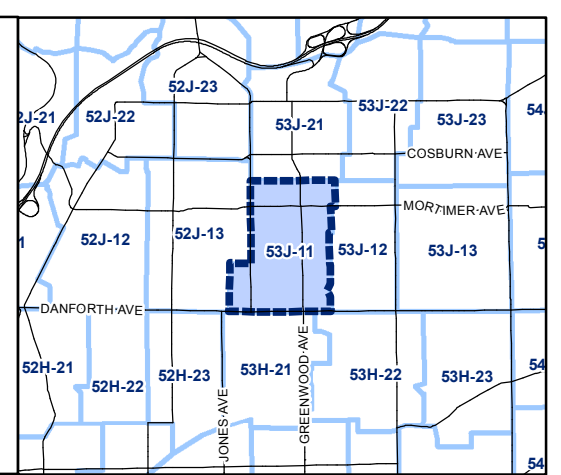 52J-23
2J-21
52J-22
53J-21
53J-22
53J-23
54
COSBURN AVE
MORTIMER AVE
1
52J-12
52J-13
53J-11
53J-12
53J-13
5
DANFORTH AVE
52H-21
52H-22
52H-23
53H-21
53H-22
53H-23
54
JONES AVE
GREENWOOD AVE
54